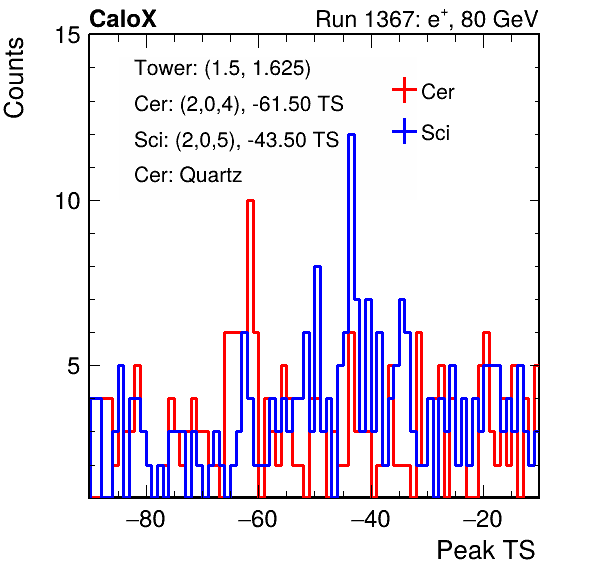 CaloX Run 1367: e⁺, 80 GeV
Counts
15
Tower: (1.5, 1.625)
Cer: (2,0,4), -61.50 TS
Sci: (2,0,5), -43.50 TS
Cer: Quartz
Cer
Sci
10
5
−80 −60 −40 −20
Peak TS